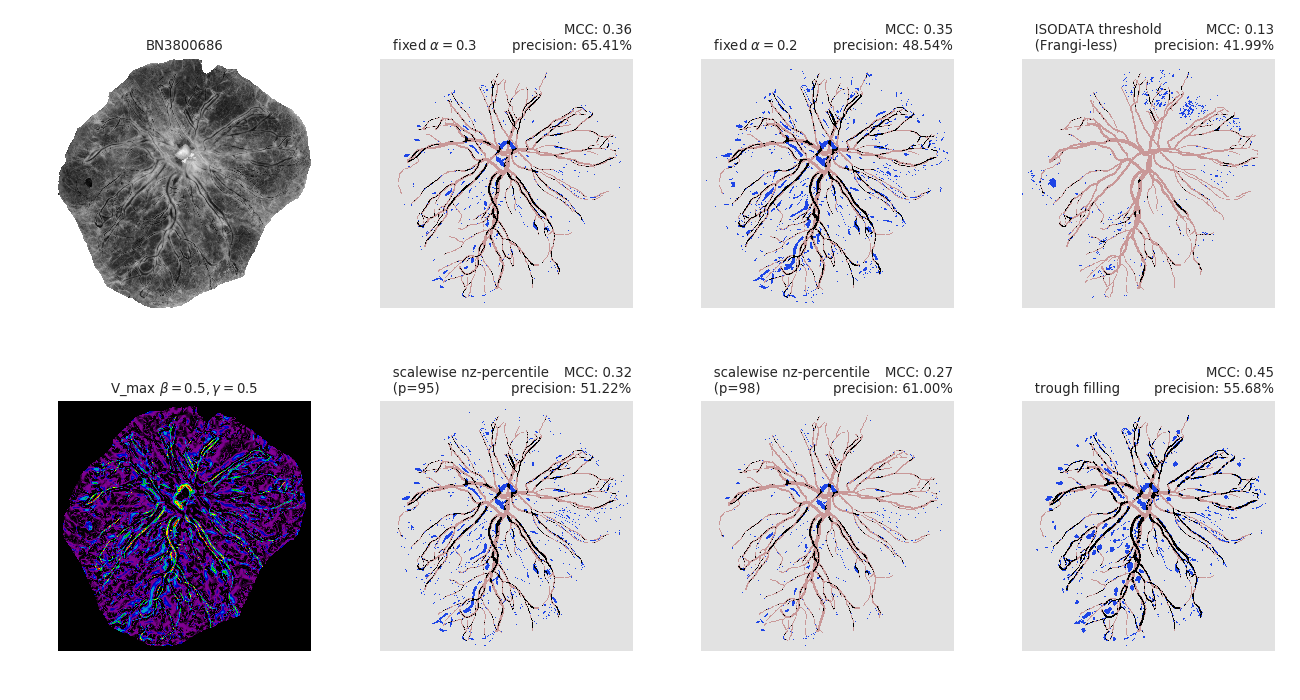 BN3800686
MCC: 0.36
fixed α = 0.3 precision: 65.41%
MCC: 0.35
fixed α = 0.2 precision: 48.54%
ISODATA threshold MCC: 0.13
(Frangi-less) precision: 41.99%
V_max β = 0.5, γ = 0.5
scalewise nz-percentile MCC: 0.32
(p=95) precision: 51.22%
scalewise nz-percentile MCC: 0.27
(p=98) precision: 61.00%
MCC: 0.45
trough filling precision: 55.68%